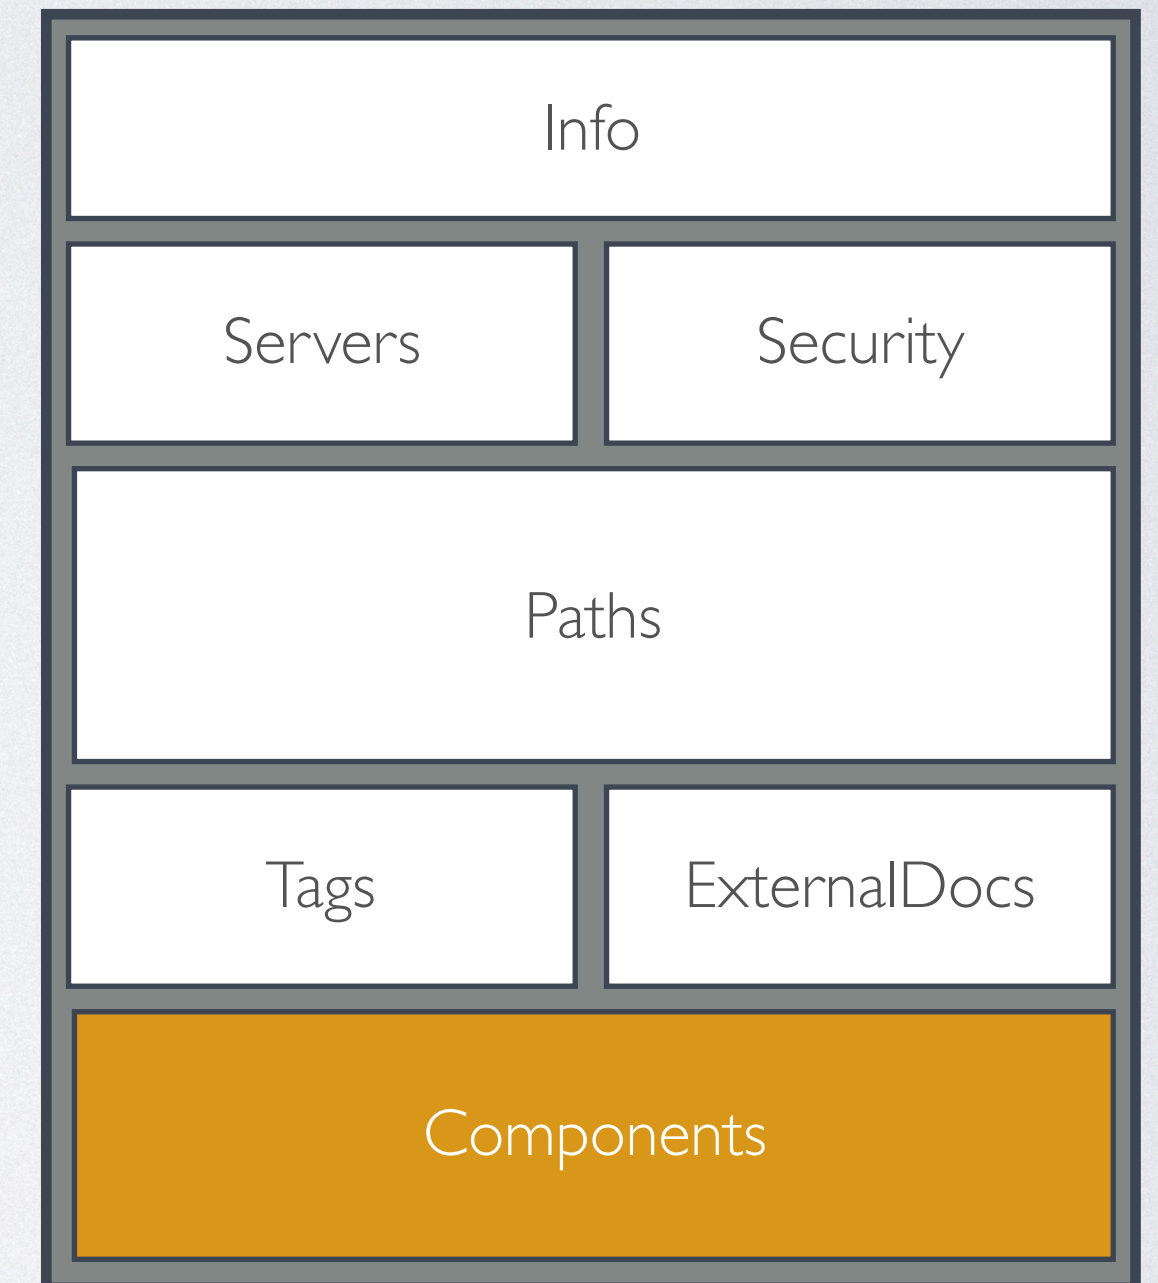 Info
Servers
Security
Paths
Tags
ExternalDocs
Components